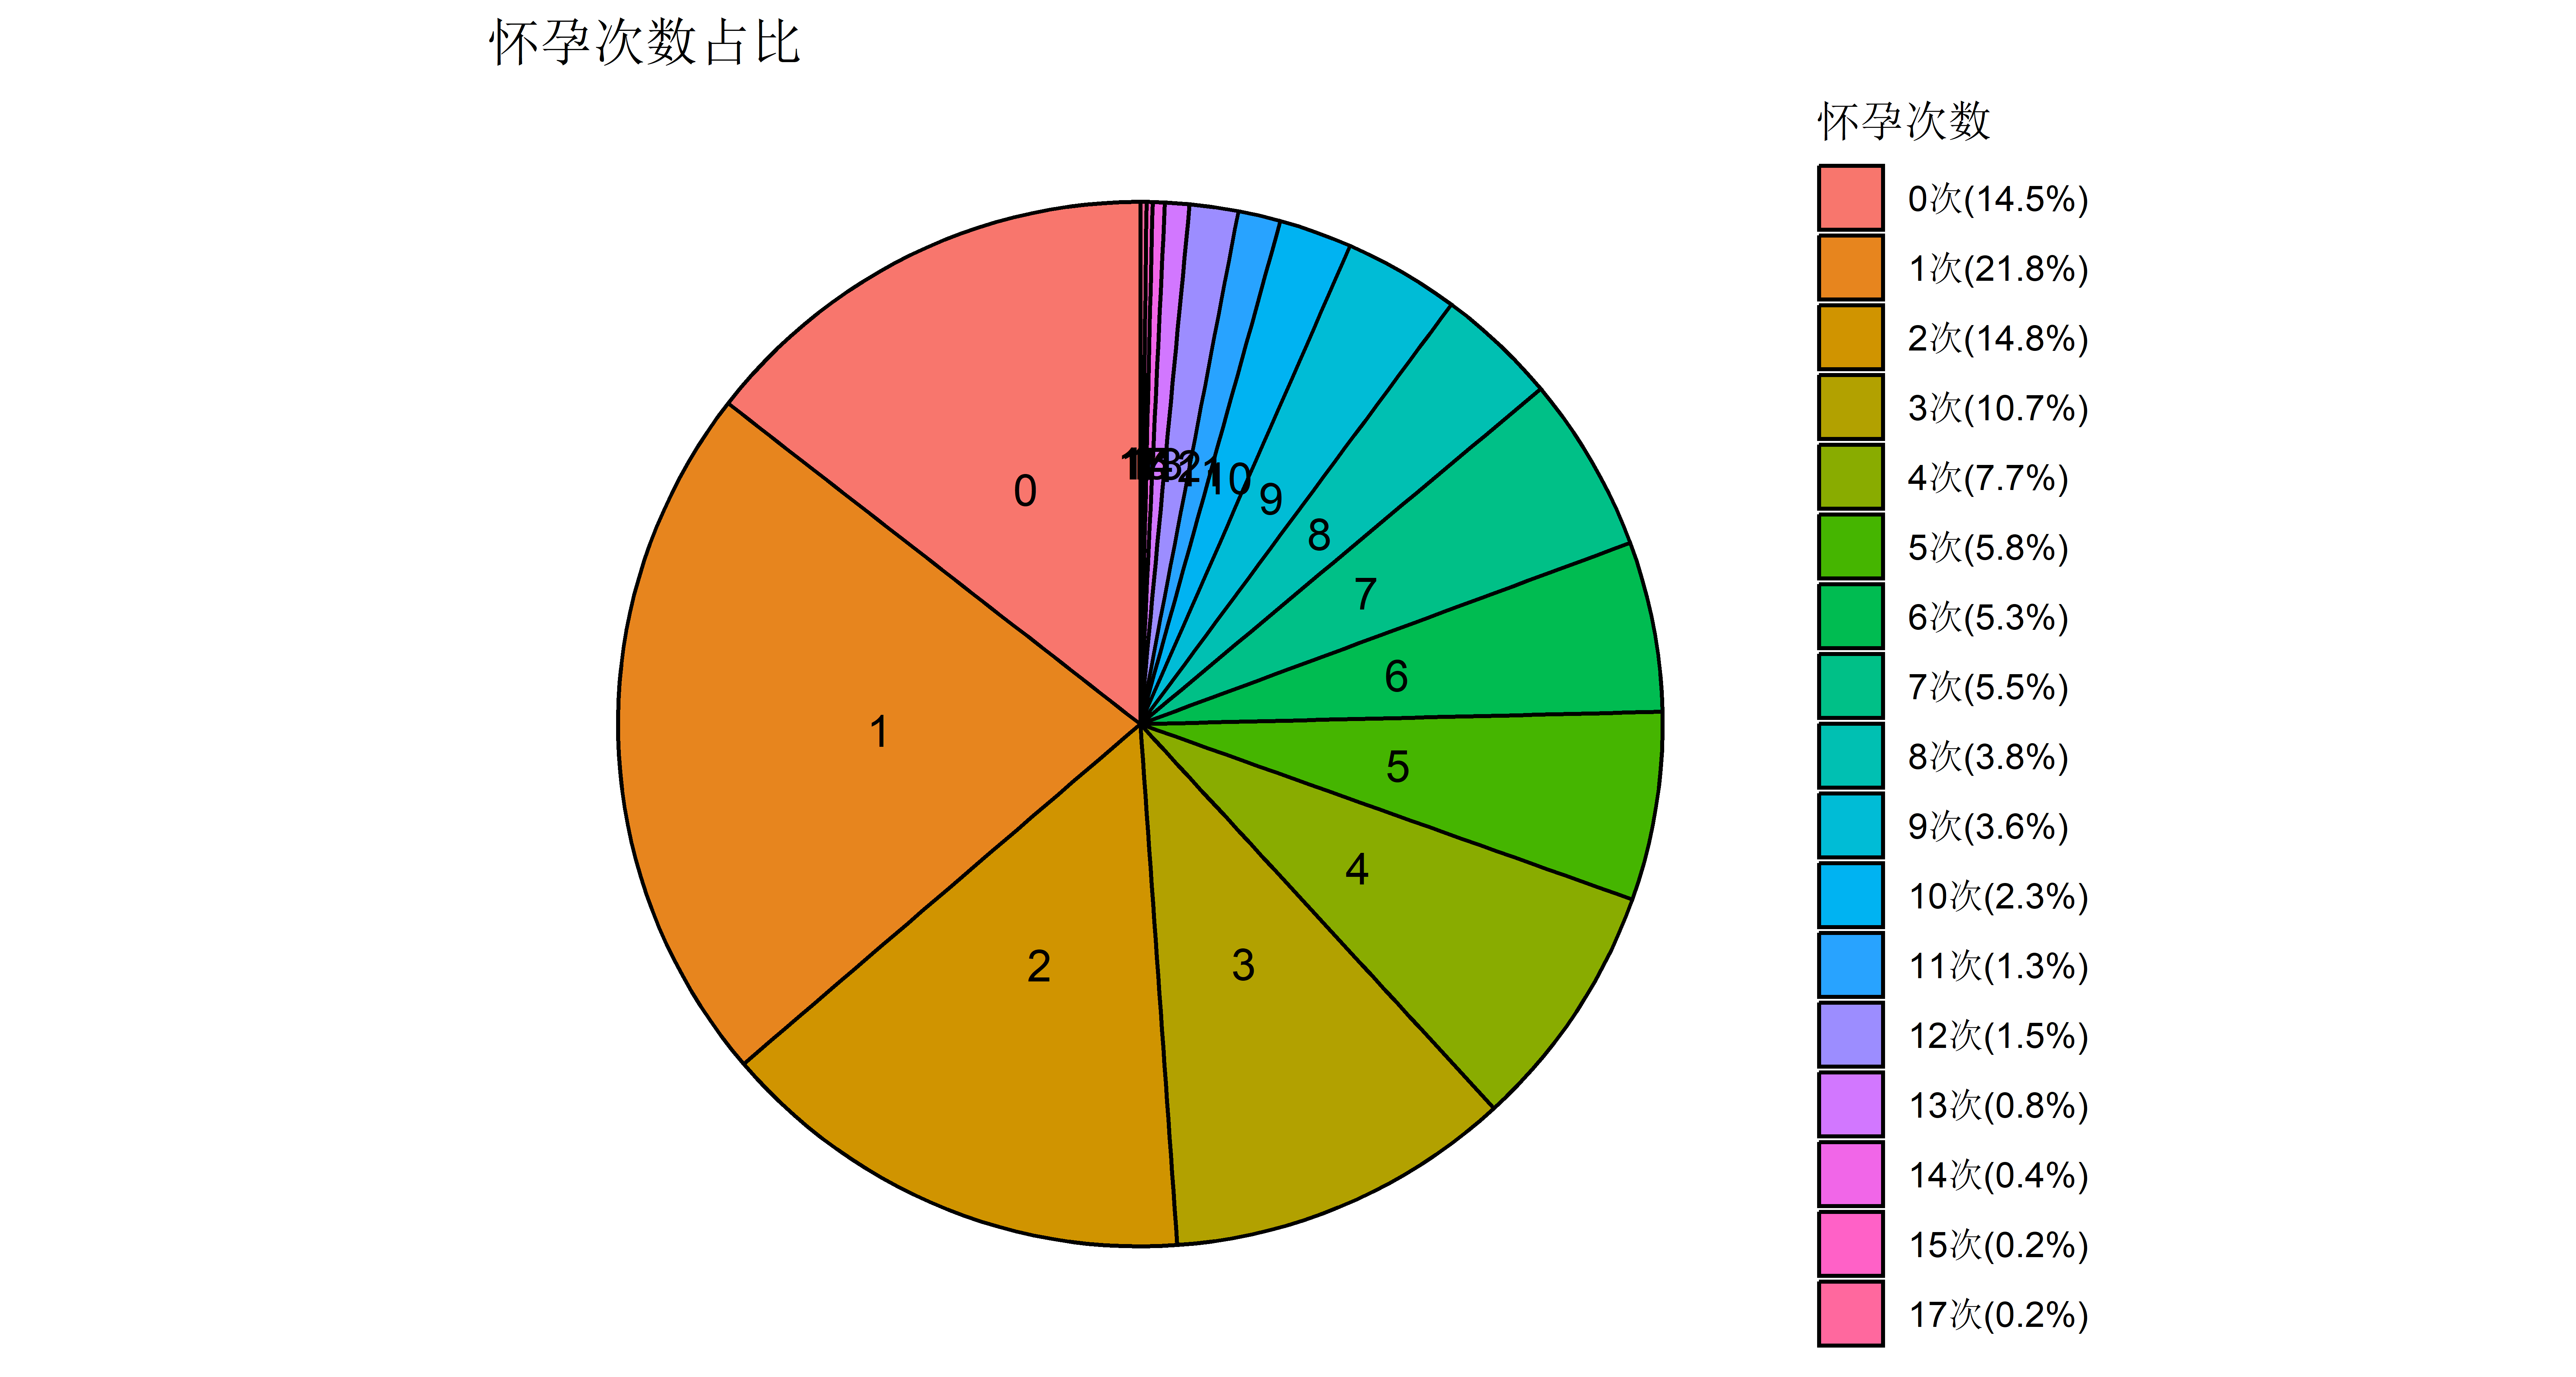 怀孕次数占比
0
1
2
3
4
5
6
7
8
9
10
怀孕次数
0次(14.5%)
1次(21.8%)
2次(14.8%)
3次(10.7%)
4次(7.7%)
5次(5.8%)
6次(5.3%)
7次(5.5%)
8次(3.8%)
9次(3.6%)
10次(2.3%)
11次(1.3%)
12次(1.5%)
13次(0.8%)
14次(0.4%)
15次(0.2%)
17次(0.2%)